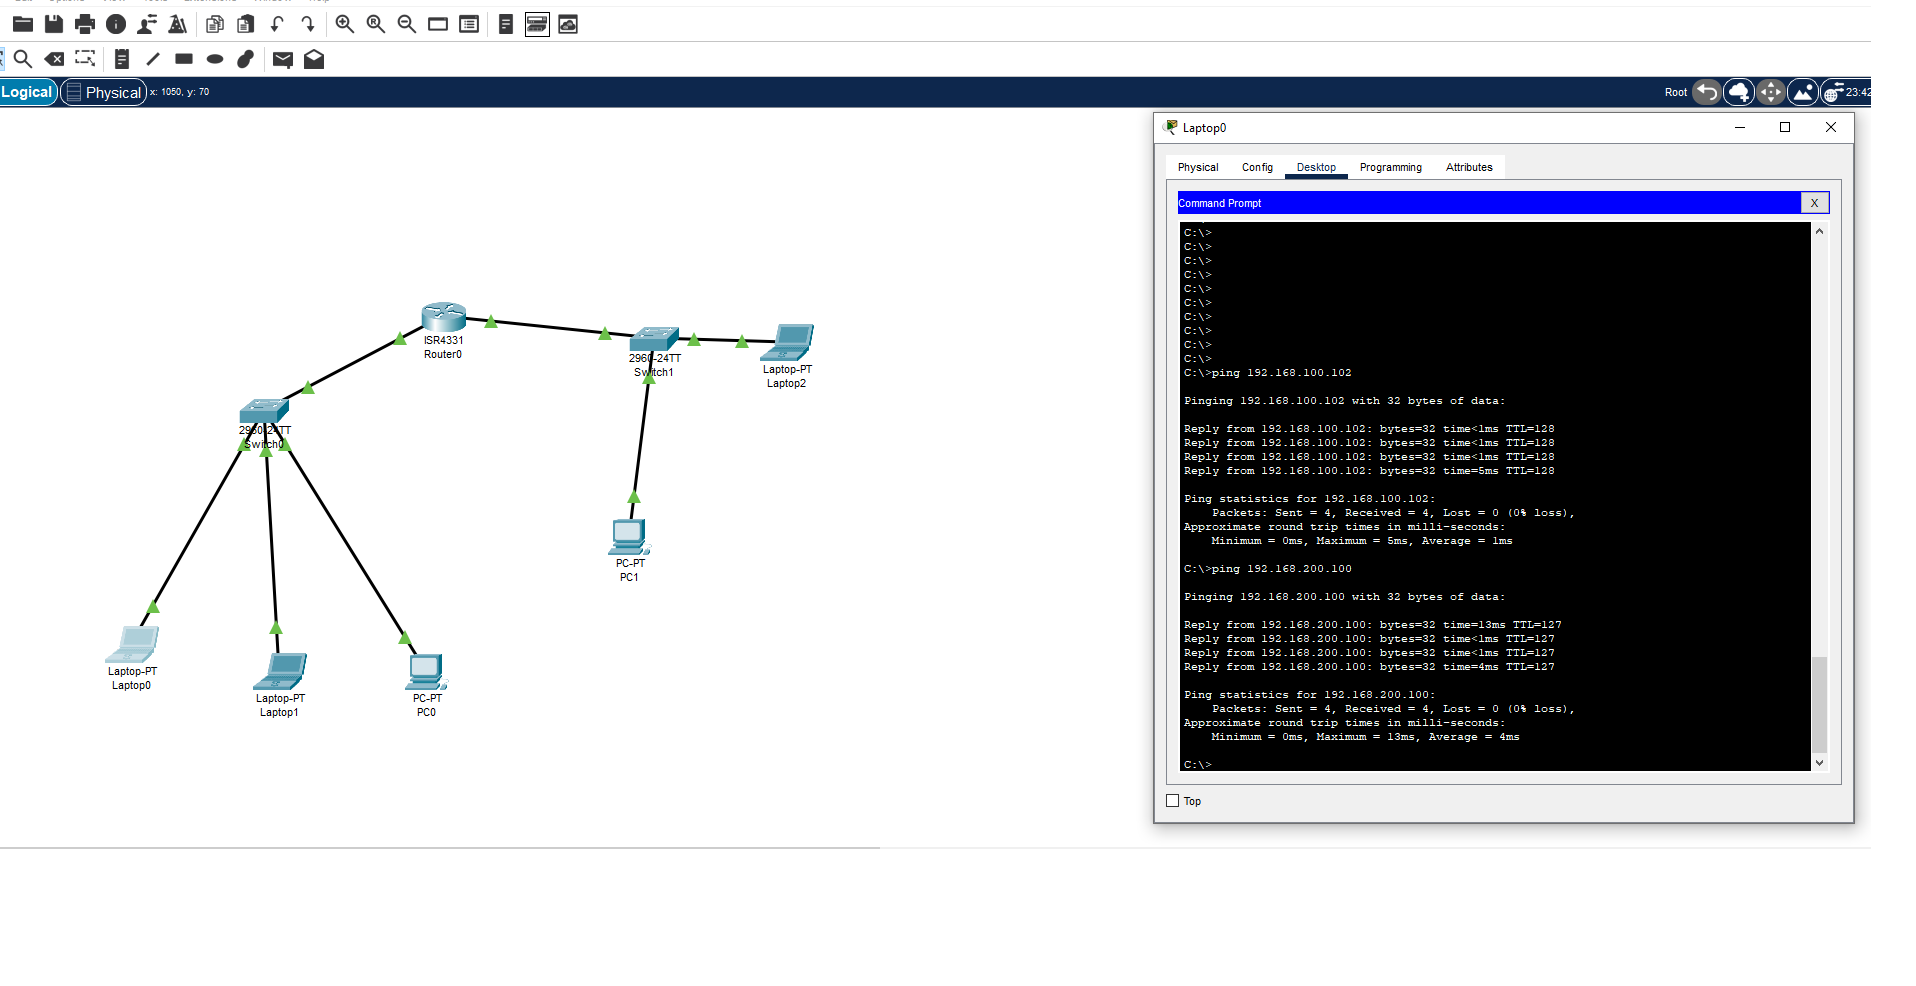 Logical
Physical
x: 1050, y: 70
Root
23:42
Laptop0
Physical
Config
Desktop
Programming
Attributes
Command Prompt
X
C:\>
C:\>
C:\>
C:\>
C:\>
C:\>
C:\>
C:\>
C:\>
C:\>
C:\>ping 192.168.100.102
Pinging 192.168.100.102 with 32 bytes of data:
Reply from 192.168.100.102: bytes=32 time<1ms TTL=128
Reply from 192.168.100.102: bytes=32 time<1ms TTL=128
Reply from 192.168.100.102: bytes=32 time<1ms TTL=128
Reply from 192.168.100.102: bytes=32 time=5ms TTL=128
Ping statistics for 192.168.100.102:
Packets: Sent = 4, Received = 4, Lost = 0 (0% loss),
Approximate round trip times in milli-seconds:
Minimum = 0ms, Maximum = 5ms, Average = 1ms
C:\>ping 192.168.200.100
Pinging 192.168.200.100 with 32 bytes of data:
Reply from 192.168.200.100: bytes=32 time=13ms TTL=127
Reply from 192.168.200.100: bytes=32 time<1ms TTL=127
Reply from 192.168.200.100: bytes=32 time<1ms TTL=127
Reply from 192.168.200.100: bytes=32 time=4ms TTL=127
Ping statistics for 192.168.200.100:
Packets: Sent = 4, Received = 4, Lost = 0 (0% loss),
Approximate round trip times in milli-seconds:
Minimum = 0ms, Maximum = 13ms, Average = 4ms
C:\>
Top
ISR4331
Router0
2960-24TT
Switch1
Laptop-PT
Laptop2
2960-24TT
Switch0
PC-PT
PC1
Laptop-PT
Laptop0
Laptop-PT
Laptop1
PC-PT
PC0